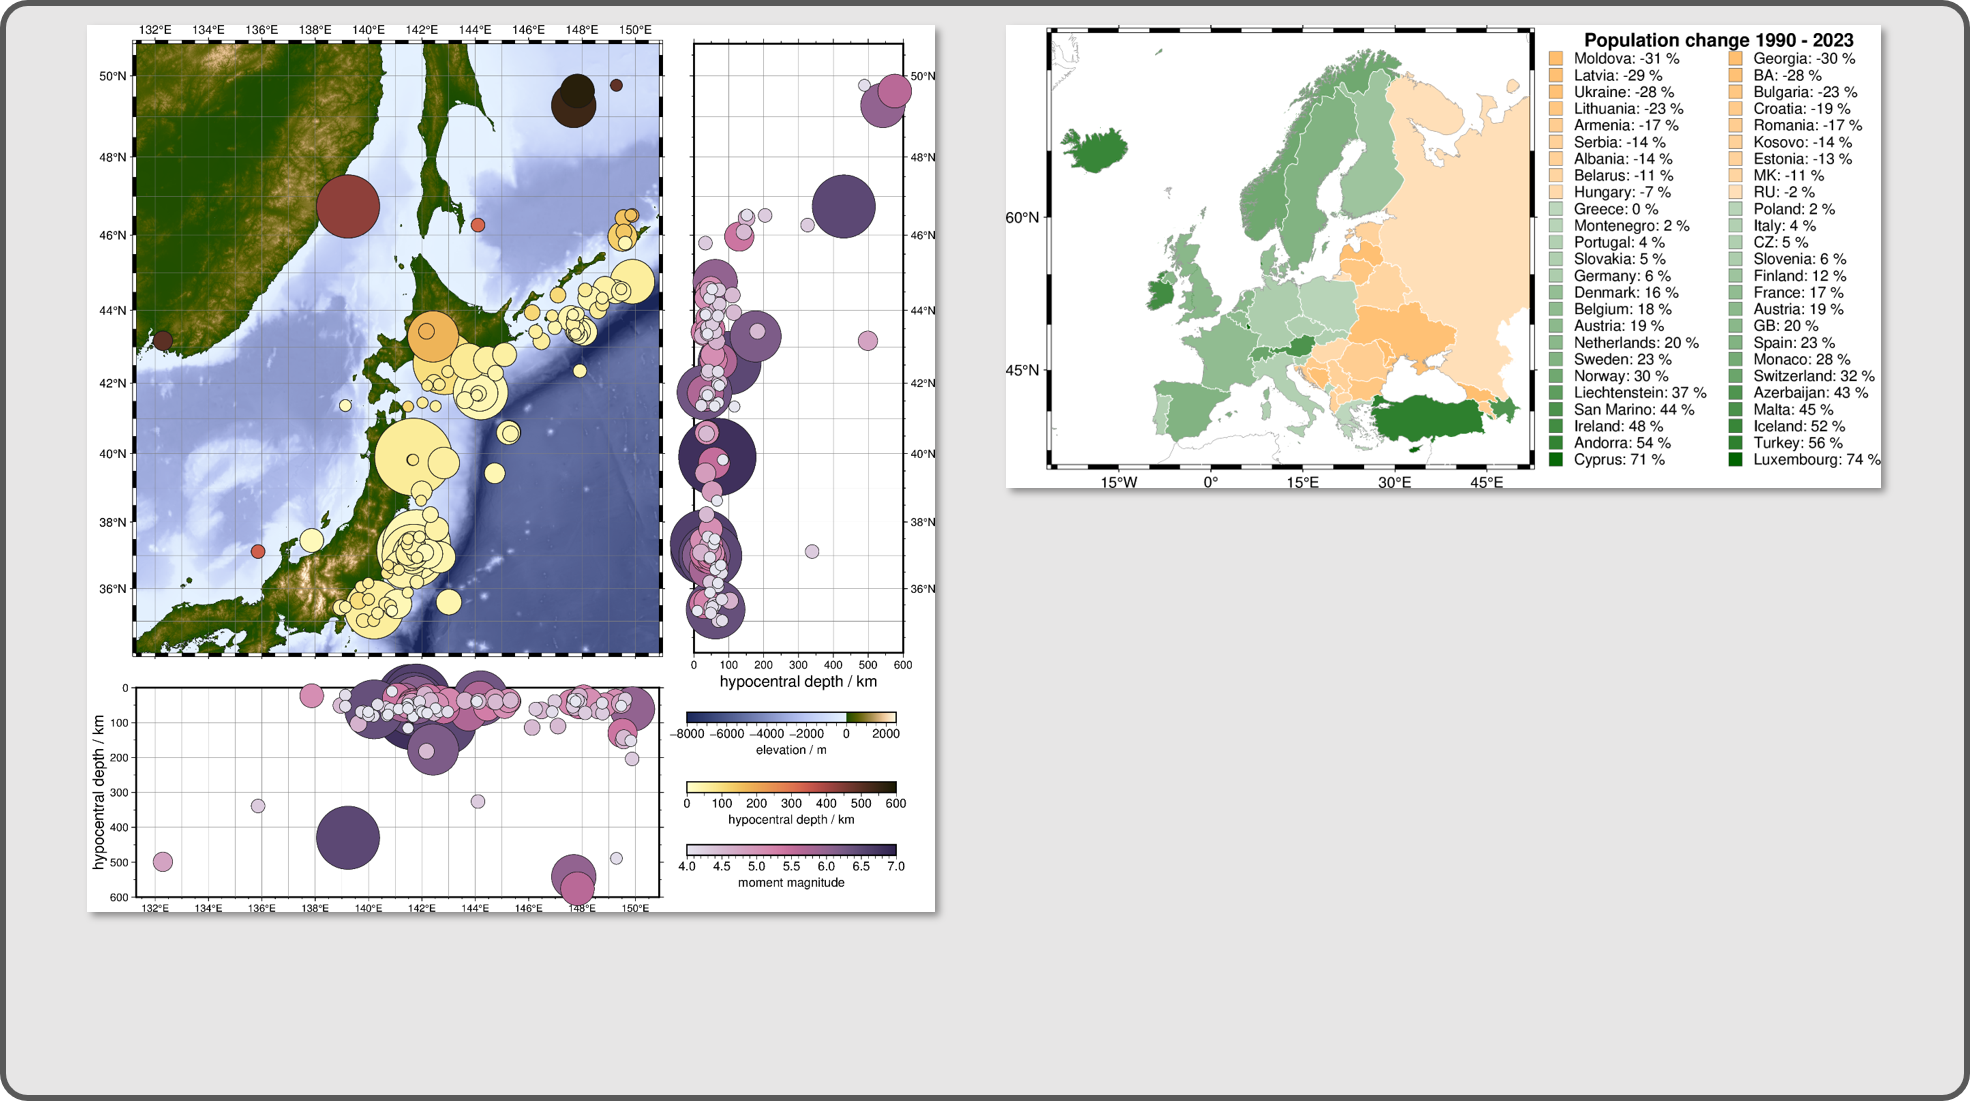 132°E 134°E 136°E 138°E 140°E 142°E 144°E 146°E 148°E 150°E
50°N
48°N
46°N
44°N
42°N
40°N
38°N
36°N
50°N
48°N
46°N
44°N
42°N
40°N
38°N
36°N
0 100 200 300 400 500 600
hypocentral depth / km
hypocentral depth / km
0
100
200
300
400
500
600
132°E 134°E 136°E 138°E 140°E 142°E 144°E 146°E 148°E 150°E
−8000 −6000 −4000 −2000 0 2000
elevation / m
0 100 200 300 400 500 600
hypocentral depth / km
4.0 4.5 5.0 5.5 6.0 6.5 7.0
moment magnitude
60°N
45°N
15°W 0° 15°E 30°E 45°E
Population change 1990 - 2023
Moldova: -31 % Georgia: -30 %
Latvia: -29 % BA: -28 %
Ukraine: -28 % Bulgaria: -23 %
Lithuania: -23 % Croatia: -19 %
Armenia: -17 % Romania: -17 %
Serbia: -14 % Kosovo: -14 %
Albania: -14 % Estonia: -13 %
Belarus: -11 % MK: -11 %
Hungary: -7 % RU: -2 %
Greece: 0 % Poland: 2 %
Montenegro: 2 % Italy: 4 %
Portugal: 4 % CZ: 5 %
Slovakia: 5 % Slovenia: 6 %
Germany: 6 % Finland: 12 %
Denmark: 16 % France: 17 %
Belgium: 18 % Austria: 19 %
Austria: 19 % GB: 20 %
Netherlands: 20 % Spain: 23 %
Sweden: 23 % Monaco: 28 %
Norway: 30 % Switzerland: 32 %
Liechtenstein: 37 % Azerbaijan: 43 %
San Marino: 44 % Malta: 45 %
Ireland: 48 % Iceland: 52 %
Andorra: 54 % Turkey: 56 %
Cyprus: 71 % Luxembourg: 74 %